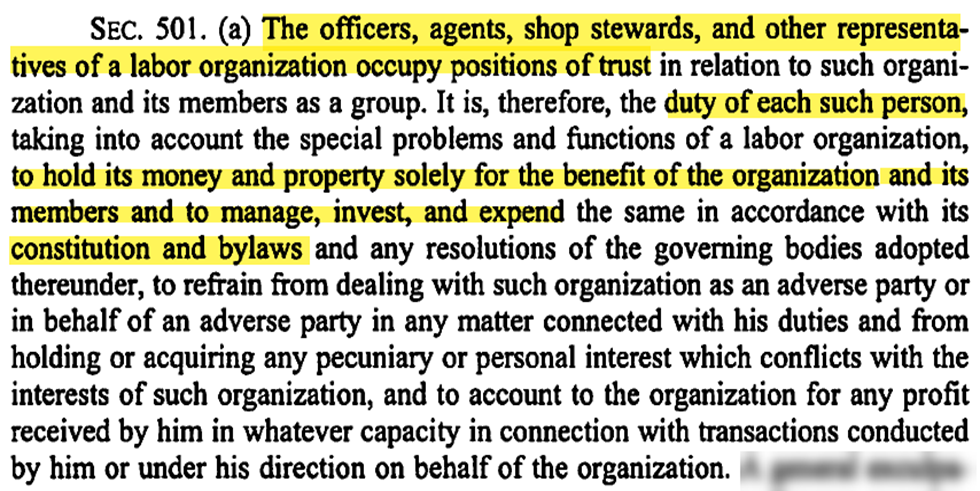 SEC. 501. (a) The officers, agents, shop stewards, and other representa-
tives of a labor organization occupy positions of trust in relation to such organi-
zation and its members as a group. It is, therefore, the duty of each such person,
taking into account the special problems and functions of a labor organization,
to hold its money and property solely for the benefit of the organization and its
members and to manage, invest, and expend the same in accordance with its
constitution and bylaws and any resolutions of the governing bodies adopted
thereunder, to refrain from dealing with such organization as an adverse party or
in behalf of an adverse party in any matter connected with his duties and from
holding or acquiring any pecuniary or personal interest which conflicts with the
interests of such organization, and to account to the organization for any profit
received by him in whatever capacity in connection with transactions conducted
by him or under his direction on behalf of the organization.